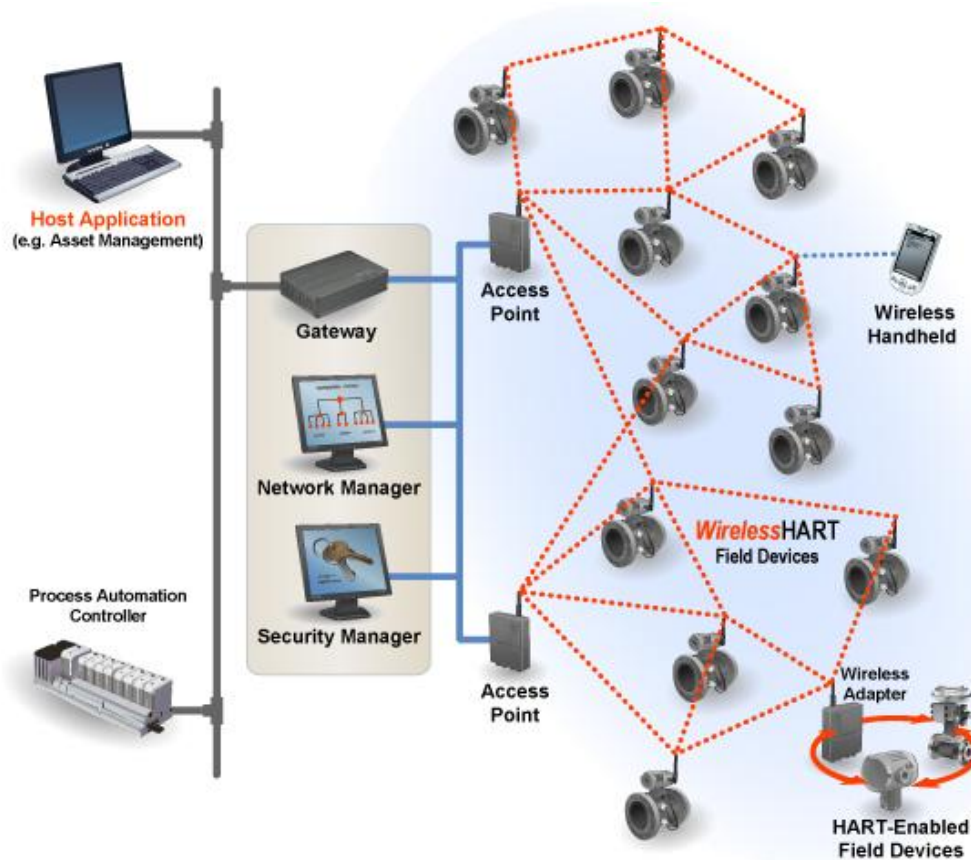 Host Application
(e.g. Asset Management)
Gateway
Network Manager
Security Manager
Process Automation
Controller
Access
Point
Access
Point
Wireless
Handheld
WirelessHART
Field Devices
Wireless
Adapter
HART-Enabled
Field Devices